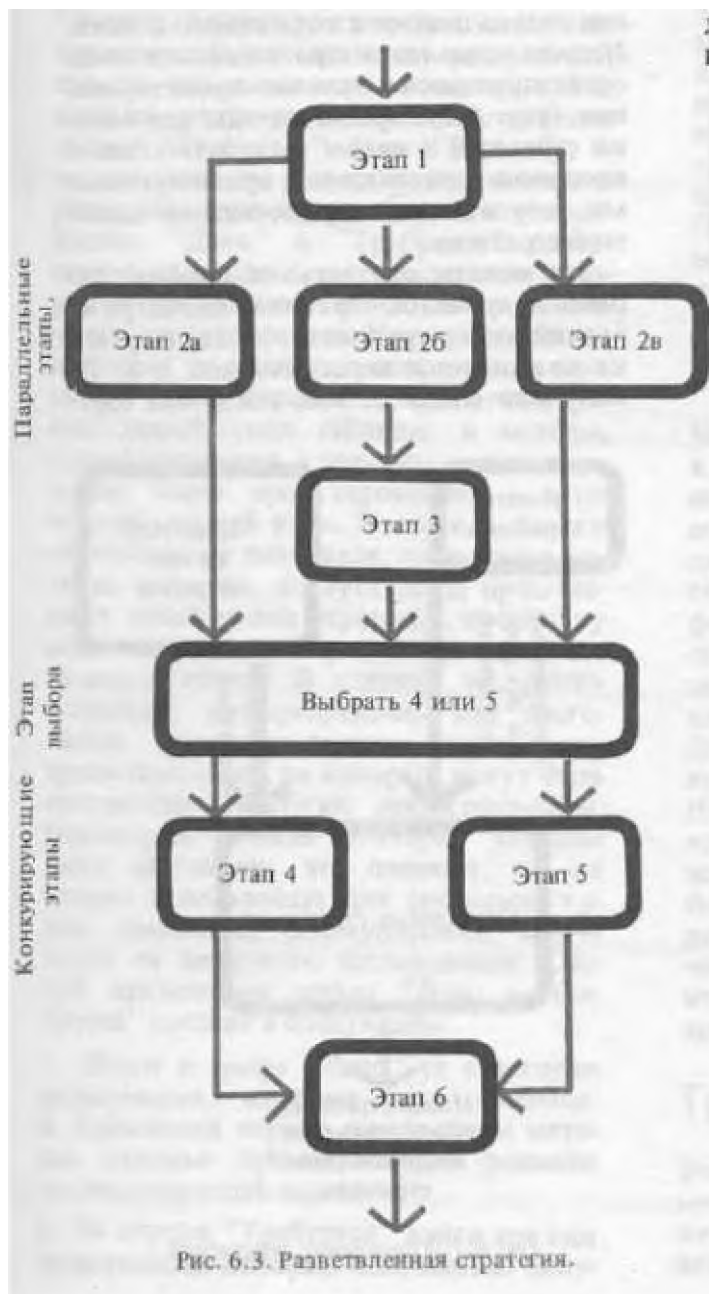 Этап 1
Параллельные
этапы.
Этап 2а
Этап 2б
Этап 2в
Этап 3
Этап
выбора
Выбрать 4 или 5
Конкурирующие
этапы
Этап 4
Этап 5
Этап 6
Рис. 6.3. Разветвленная стратегия.